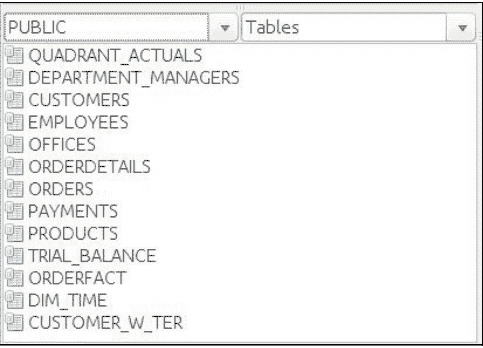 PUBLIC Tables
QUADRANT_ACTUALS
DEPARTMENT_MANAGERS
CUSTOMERS
EMPLOYEES
OFFICES
ORDERDETAILS
ORDERS
PAYMENTS
PRODUCTS
TRIAL_BALANCE
ORDERFACT
DIM_TIME
CUSTOMER_W_TER